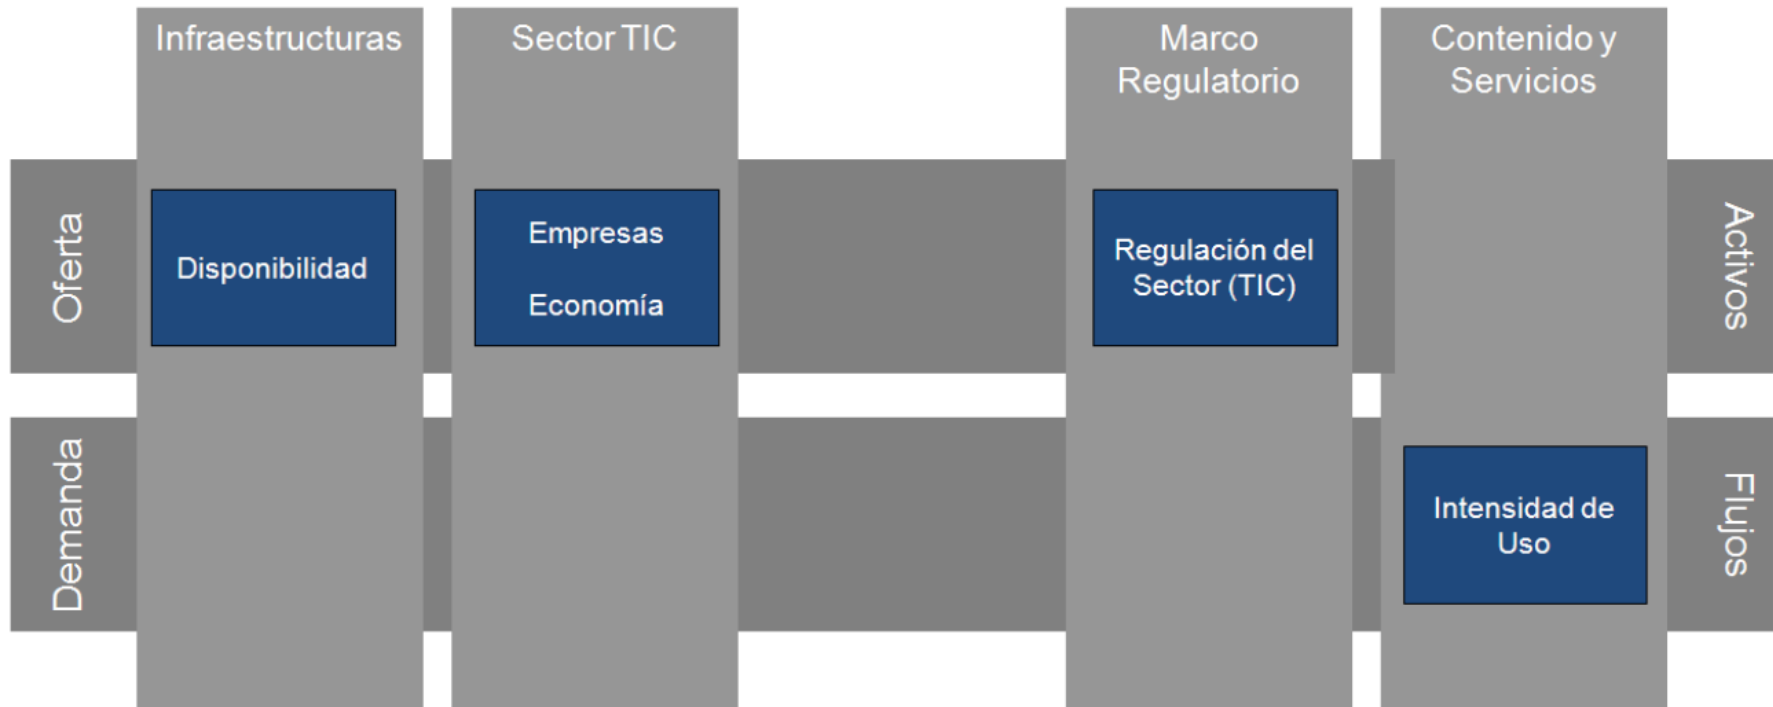 Infraestructuras
Sector TIC
Marco
Regulatorio
Contenido y
Servicios
Oferta
Disponibilidad
Empresas
Economía
Regulación del
Sector (TIC)
Activos
Demanda
Intensidad de
Uso
Flujos